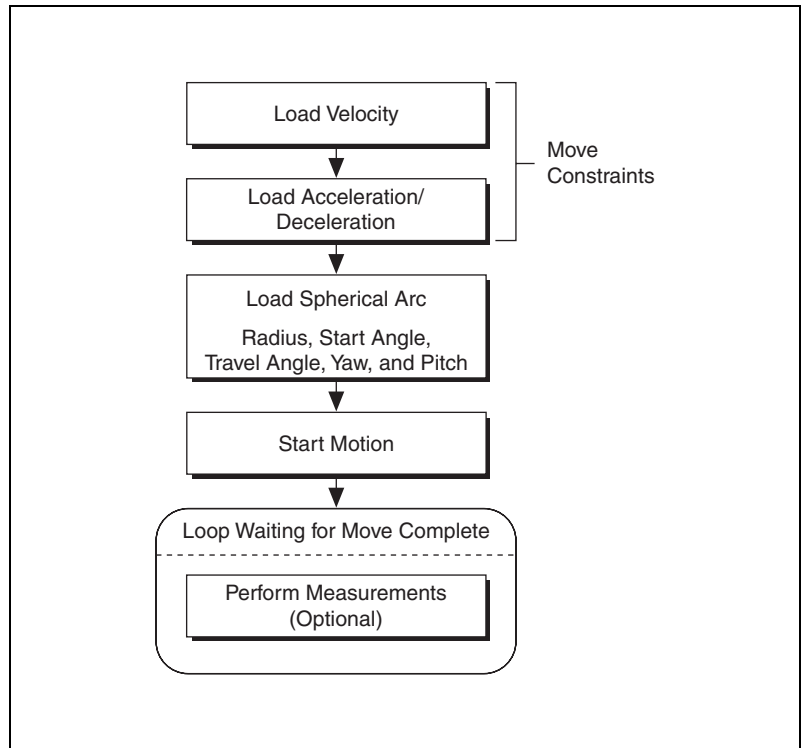 Load Velocity
Move
Constraints
Load Acceleration/
Deceleration
Load Spherical Arc
Radius, Start Angle,
Travel Angle, Yaw, and Pitch
Start Motion
Loop Waiting for Move Complete
Perform Measurements
(Optional)